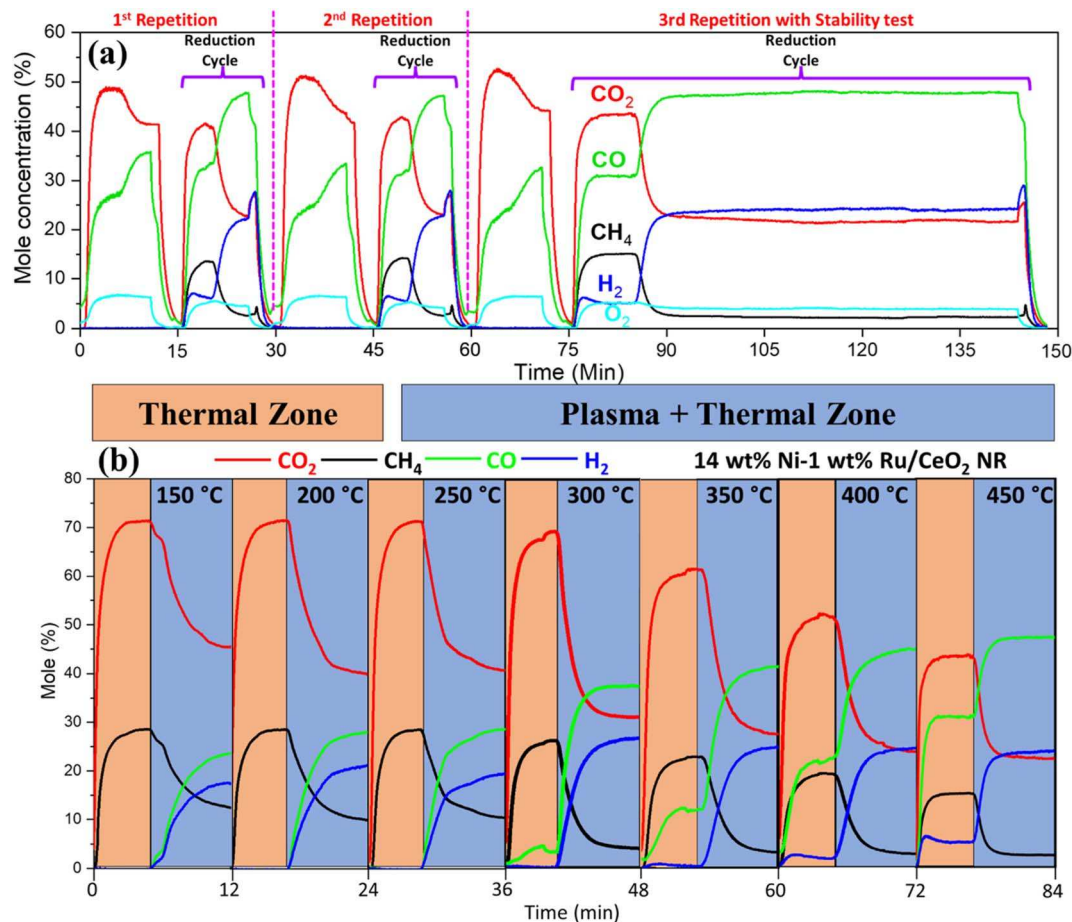 1st Repetition
2nd Repetition
3rd Repetition with Stability test
(a)
Reduction
Cycle
Reduction
Cycle
Reduction
Cycle
CO2
CO
CH4
H2
O2
Mole concentration (%)
60
50
40
30
20
10
0
0 15 30 45 60 75 90 105 120 135 150
Time (Min)
Thermal Zone
Plasma + Thermal Zone
(b)
CO2 CH4 CO H2 14 wt% Ni-1 wt% Ru/CeO2 NR
150 °C 200 °C 250 °C 300 °C 350 °C 400 °C 450 °C
Mole (%)
80
70
60
50
40
30
20
10
0
0 12 24 36 48 60 72 84
Time (min)